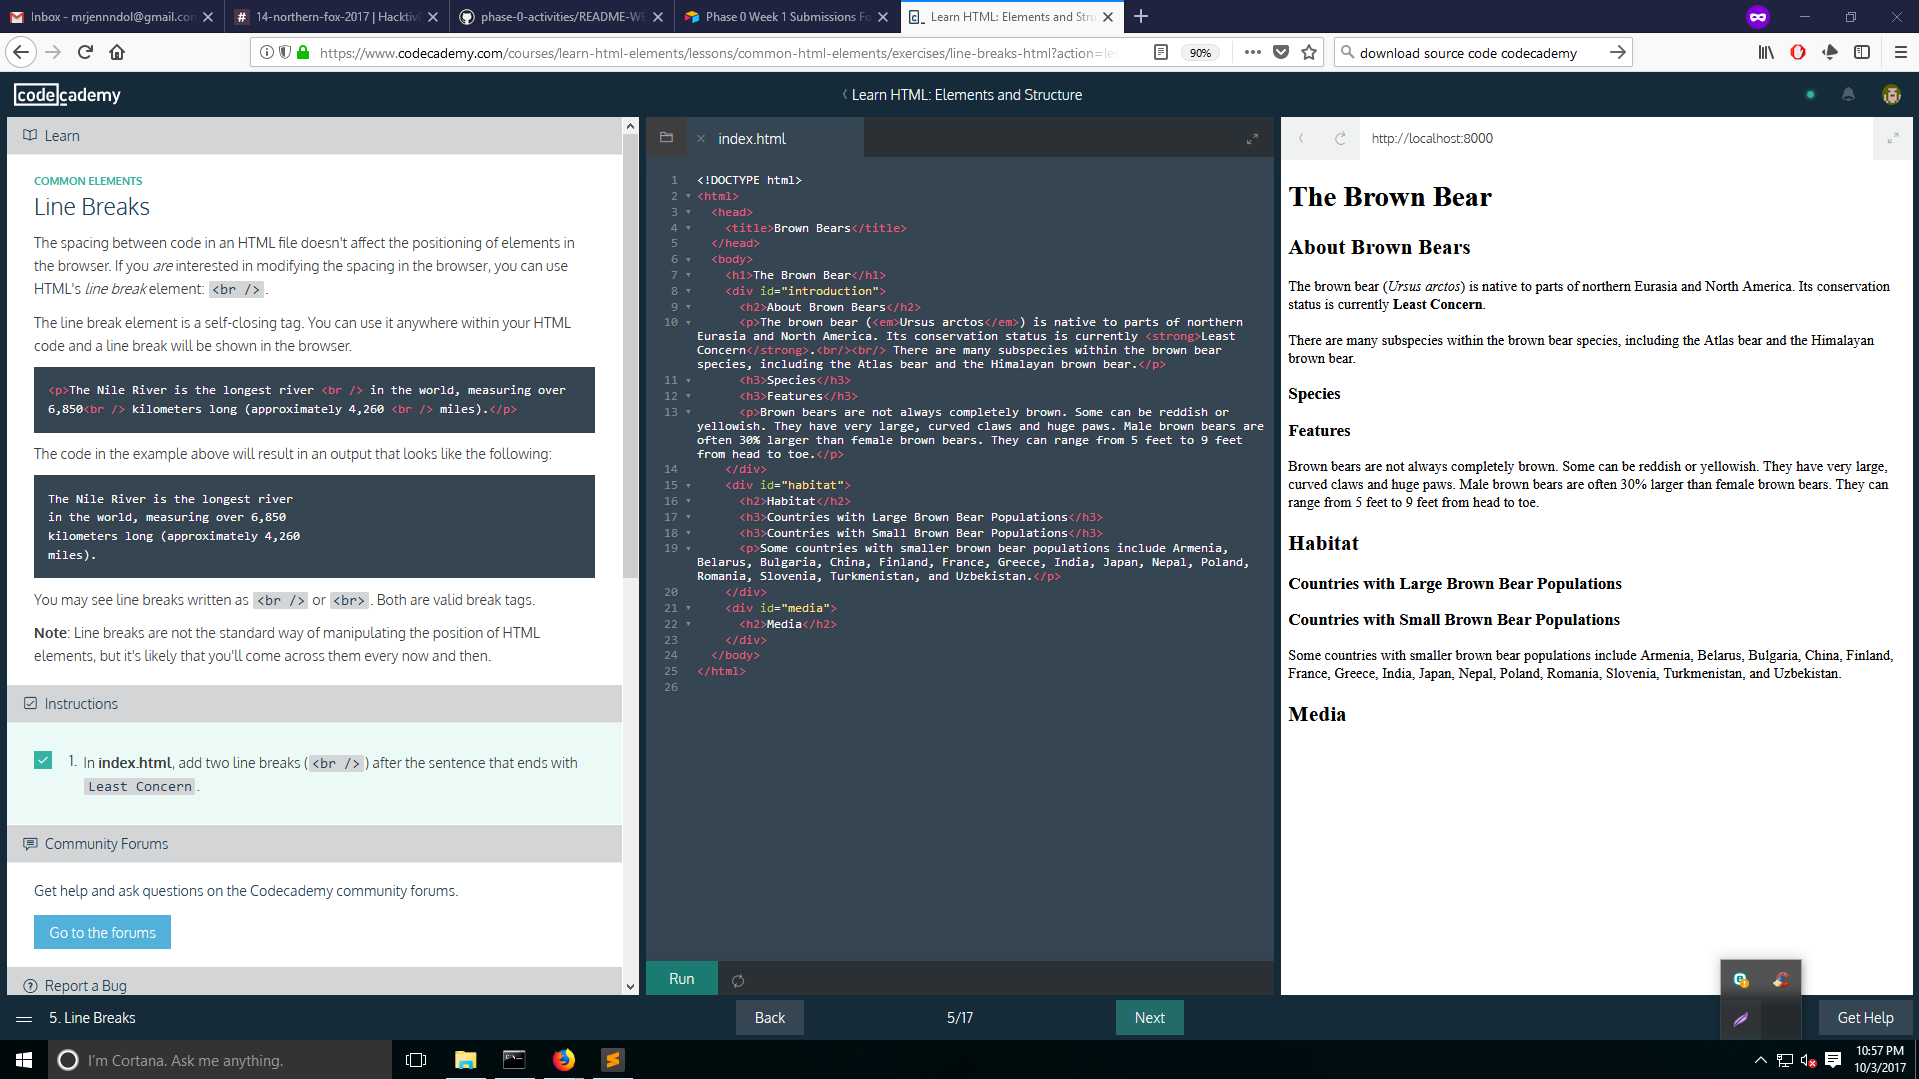 Inbox - mrjennndol@gmail.con
14-northern-fox-2017 | Hacktiv
phase-0-activities/README-WE
Phase 0 Week 1 Submissions Fo
Learn HTML: Elements and Stru
https://www.codecademy.com/courses/learn-html-elements/lessons/common-html-elements/exercises/line-breaks-html?action=le
90%
download source code codecademy
codecademy
Learn HTML: Elements and Structure
Learn
COMMON ELEMENTS
Line Breaks
The spacing between code in an HTML file doesn't affect the positioning of elements in
the browser. If you are interested in modifying the spacing in the browser, you can use
HTML's line break element: <br />.
The line break element is a self-closing tag. You can use it anywhere within your HTML
code and a line break will be shown in the browser.
<p>The Nile River is the longest river <br /> in the world, measuring over
6,850<br /> kilometers long (approximately 4,260 <br /> miles).</p>
The code in the example above will result in an output that looks like the following:
The Nile River is the longest river
in the world, measuring over 6,850
kilometers long (approximately 4,260
miles).
You may see line breaks written as <br /> or <br>. Both are valid break tags.
Note: Line breaks are not the standard way of manipulating the position of HTML
elements, but it's likely that you'll come across them every now and then.
Instructions
1. In index.html, add two line breaks (<br />) after the sentence that ends with
Least Concern.
Community Forums
Get help and ask questions on the Codecademy community forums.
Go to the forums
Report a Bug
index.html
1 <!DOCTYPE html>
2 <html>
3 <head>
4 <title>Brown Bears</title>
5 </head>
6 <body>
7 <h1>The Brown Bear</h1>
8 <div id="introduction">
9 <h2>About Brown Bears</h2>
10 <p>The brown bear (<em>Ursus arctos</em>) is native to parts of northern
Eurasia and North America. Its conservation status is currently <strong>Least
Concern</strong>.<br/><br/> There are many subspecies within the brown bear
species, including the Atlas bear and the Himalayan brown bear.</p>
11 <h3>Species</h3>
12 <h3>Features</h3>
13 <p>Brown bears are not always completely brown. Some can be reddish or
yellowish. They have very large, curved claws and huge paws. Male brown bears are
often 30% larger than female brown bears. They can range from 5 feet to 9 feet
from head to toe.</p>
14 </div>
15 <div id="habitat">
16 <h2>Habitat</h2>
17 <h3>Countries with Large Brown Bear Populations</h3>
18 <h3>Countries with Small Brown Bear Populations</h3>
19 <p>Some countries with smaller brown bear populations include Armenia,
Belarus, Bulgaria, China, Finland, France, Greece, India, Japan, Nepal, Poland,
Romania, Slovenia, Turkmenistan, and Uzbekistan.</p>
20 </div>
21 <div id="media">
22 <h2>Media</h2>
23 </div>
24 </body>
25 </html>
26
Run
http://localhost:8000
The Brown Bear
About Brown Bears
The brown bear (Ursus arctos) is native to parts of northern Eurasia and North America. Its conservation
status is currently Least Concern.
There are many subspecies within the brown bear species, including the Atlas bear and the Himalayan
brown bear.
Species
Features
Brown bears are not always completely brown. Some can be reddish or yellowish. They have very large,
curved claws and huge paws. Male brown bears are often 30% larger than female brown bears. They can
range from 5 feet to 9 feet from head to toe.
Habitat
Countries with Large Brown Bear Populations
Countries with Small Brown Bear Populations
Some countries with smaller brown bear populations include Armenia, Belarus, Bulgaria, China, Finland,
France, Greece, India, Japan, Nepal, Poland, Romania, Slovenia, Turkmenistan, and Uzbekistan.
Media
5. Line Breaks
Back
5/17
Next
Get Help
I'm Cortana. Ask me anything.
10:57 PM
10/3/2017